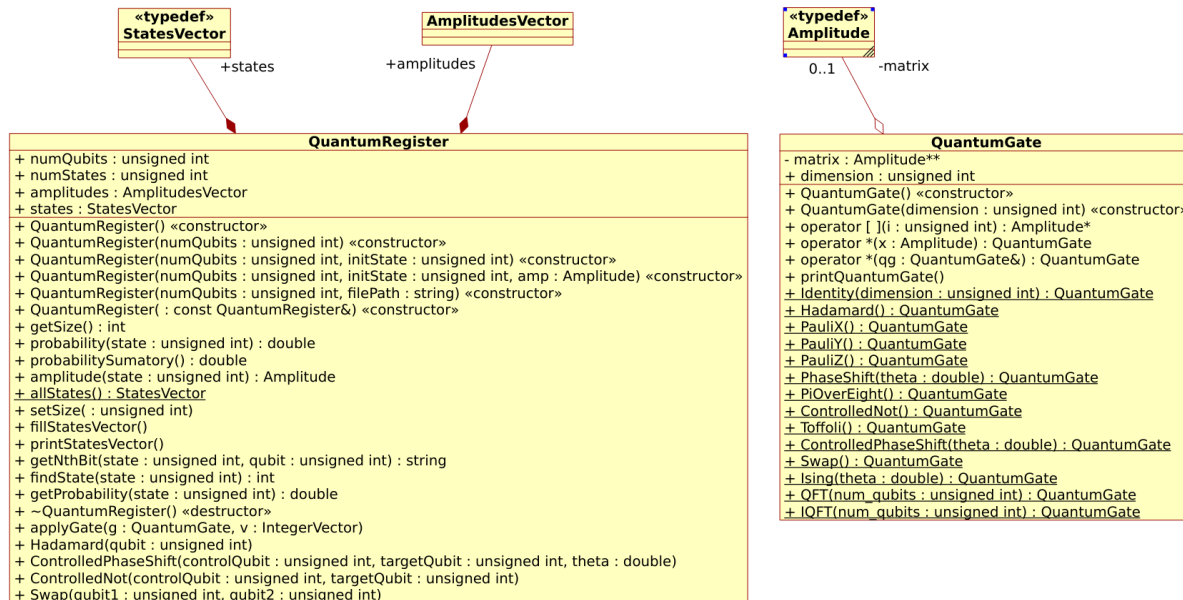 «typedef»
StatesVector
AmplitudesVector
«typedef»
Amplitude
+states
+amplitudes
0..1
-matrix
QuantumRegister
+ numQubits : unsigned int
+ numStates : unsigned int
+ amplitudes : AmplitudesVector
+ states : StatesVector
+ QuantumRegister() «constructor»
+ QuantumRegister(numQubits : unsigned int) «constructor»
+ QuantumRegister(numQubits : unsigned int, initState : unsigned int) «constructor»
+ QuantumRegister(numQubits : unsigned int, initState : unsigned int, amp : Amplitude) «constructor»
+ QuantumRegister(numQubits : unsigned int, filePath : string) «constructor»
+ QuantumRegister( : const QuantumRegister&) «constructor»
+ getSize() : int
+ probability(state : unsigned int) : double
+ probabilitySumatory() : double
+ amplitude(state : unsigned int) : Amplitude
+ allStates() : StatesVector
+ setSize( : unsigned int)
+ fillStatesVector()
+ printStatesVector()
+ getNthBit(state : unsigned int, qubit : unsigned int) : string
+ findState(state : unsigned int) : int
+ getProbability(state : unsigned int) : double
+ ~QuantumRegister() «destructor»
+ applyGate(g : QuantumGate, v : IntegerVector)
+ Hadamard(qubit : unsigned int)
+ ControlledPhaseShift(controlQubit : unsigned int, targetQubit : unsigned int, theta : double)
+ ControlledNot(controlQubit : unsigned int, targetQubit : unsigned int)
+ Swap(qubit1 : unsigned int, qubit2 : unsigned int)
QuantumGate
- matrix : Amplitude**
+ dimension : unsigned int
+ QuantumGate() «constructor»
+ QuantumGate(dimension : unsigned int) «constructor»
+ operator [ ](i : unsigned int) : Amplitude*
+ operator *(x : Amplitude) : QuantumGate
+ operator *(qg : QuantumGate&) : QuantumGate
+ printQuantumGate()
+ Identity(dimension : unsigned int) : QuantumGate
+ Hadamard() : QuantumGate
+ PauliX() : QuantumGate
+ PauliY() : QuantumGate
+ PauliZ() : QuantumGate
+ PhaseShift(theta : double) : QuantumGate
+ PiOverEight() : QuantumGate
+ ControlledNot() : QuantumGate
+ Toffoli() : QuantumGate
+ ControlledPhaseShift(theta : double) : QuantumGate
+ Swap() : QuantumGate
+ Ising(theta : double) : QuantumGate
+ QFT(num_qubits : unsigned int) : QuantumGate
+ IQFT(num_qubits : unsigned int) : QuantumGate